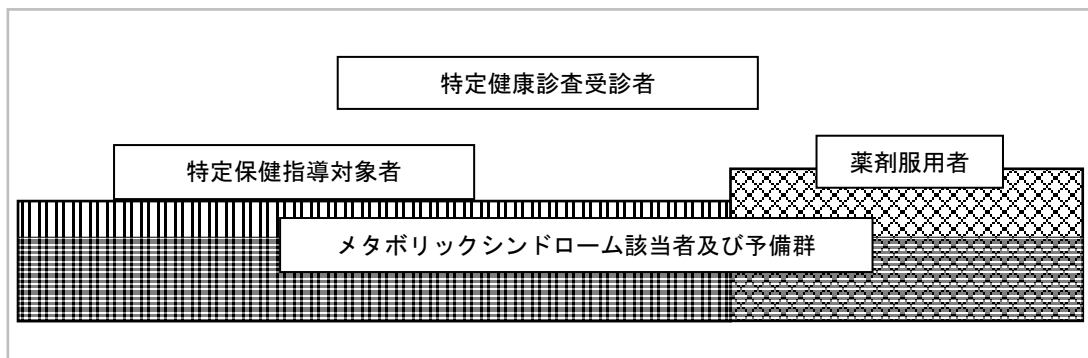 特定健康診査受診者
特定保健指導対象者
薬剤服用者
メタボリックシンドローム該当者及び予備群